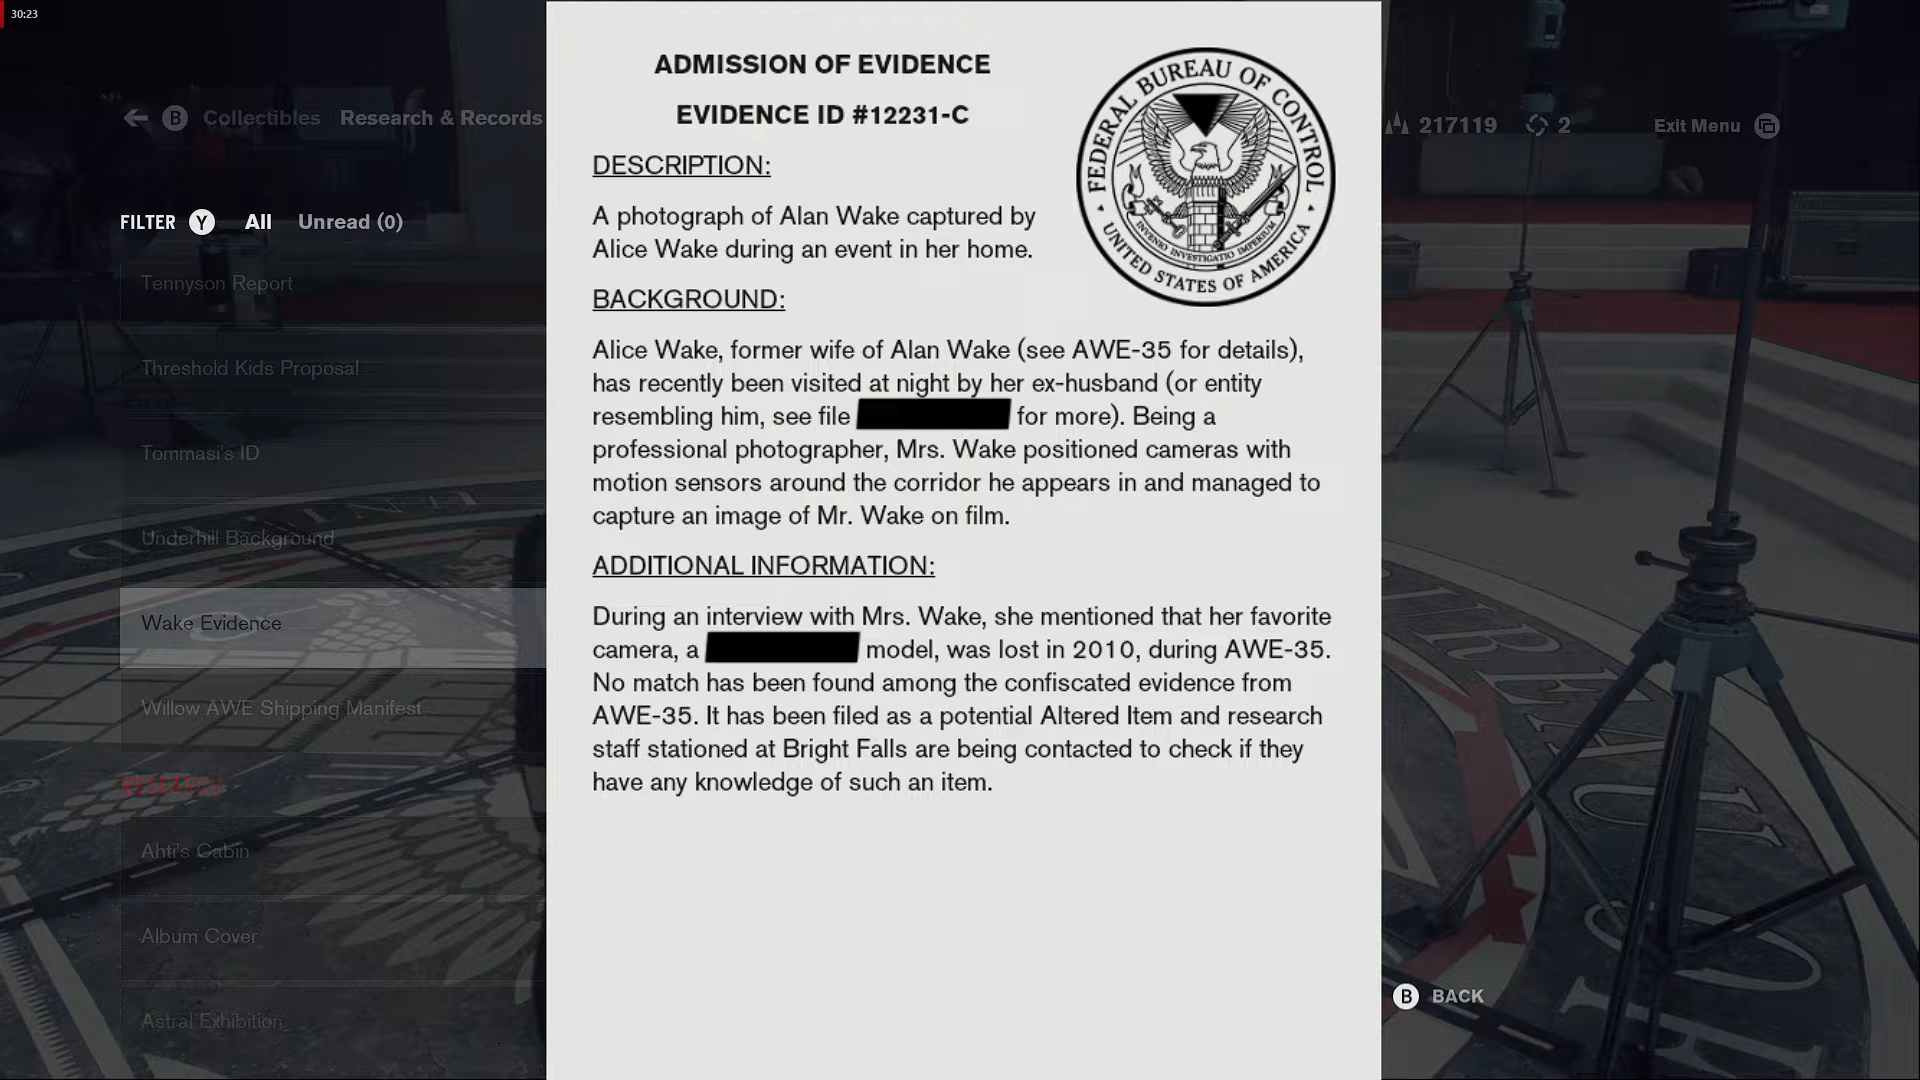 30:23
B Collectibles Research & Records
217119 2
Exit Menu
FILTER Y All Unread (0)
Tennyson Report
Threshold Kids Proposal
Tommasi's ID
Underhill Background
Wake Evidence
Willow AWE Shipping Manifest
RESEARCH
Ahti's Cabin
Album Cover
Astral Exhibition
ADMISSION OF EVIDENCE
EVIDENCE ID #12231-C
FEDERAL BUREAU OF CONTROL
INVENIO INVESTIGATIO IMPERIUM
UNITED STATES OF AMERICA
DESCRIPTION:
A photograph of Alan Wake captured by
Alice Wake during an event in her home.
BACKGROUND:
Alice Wake, former wife of Alan Wake (see AWE-35 for details),
has recently been visited at night by her ex-husband (or entity
resembling him, see file for more). Being a
professional photographer, Mrs. Wake positioned cameras with
motion sensors around the corridor he appears in and managed to
capture an image of Mr. Wake on film.
ADDITIONAL INFORMATION:
During an interview with Mrs. Wake, she mentioned that her favorite
camera, a model, was lost in 2010, during AWE-35.
No match has been found among the confiscated evidence from
AWE-35. It has been filed as a potential Altered Item and research
staff stationed at Bright Falls are being contacted to check if they
have any knowledge of such an item.
B BACK